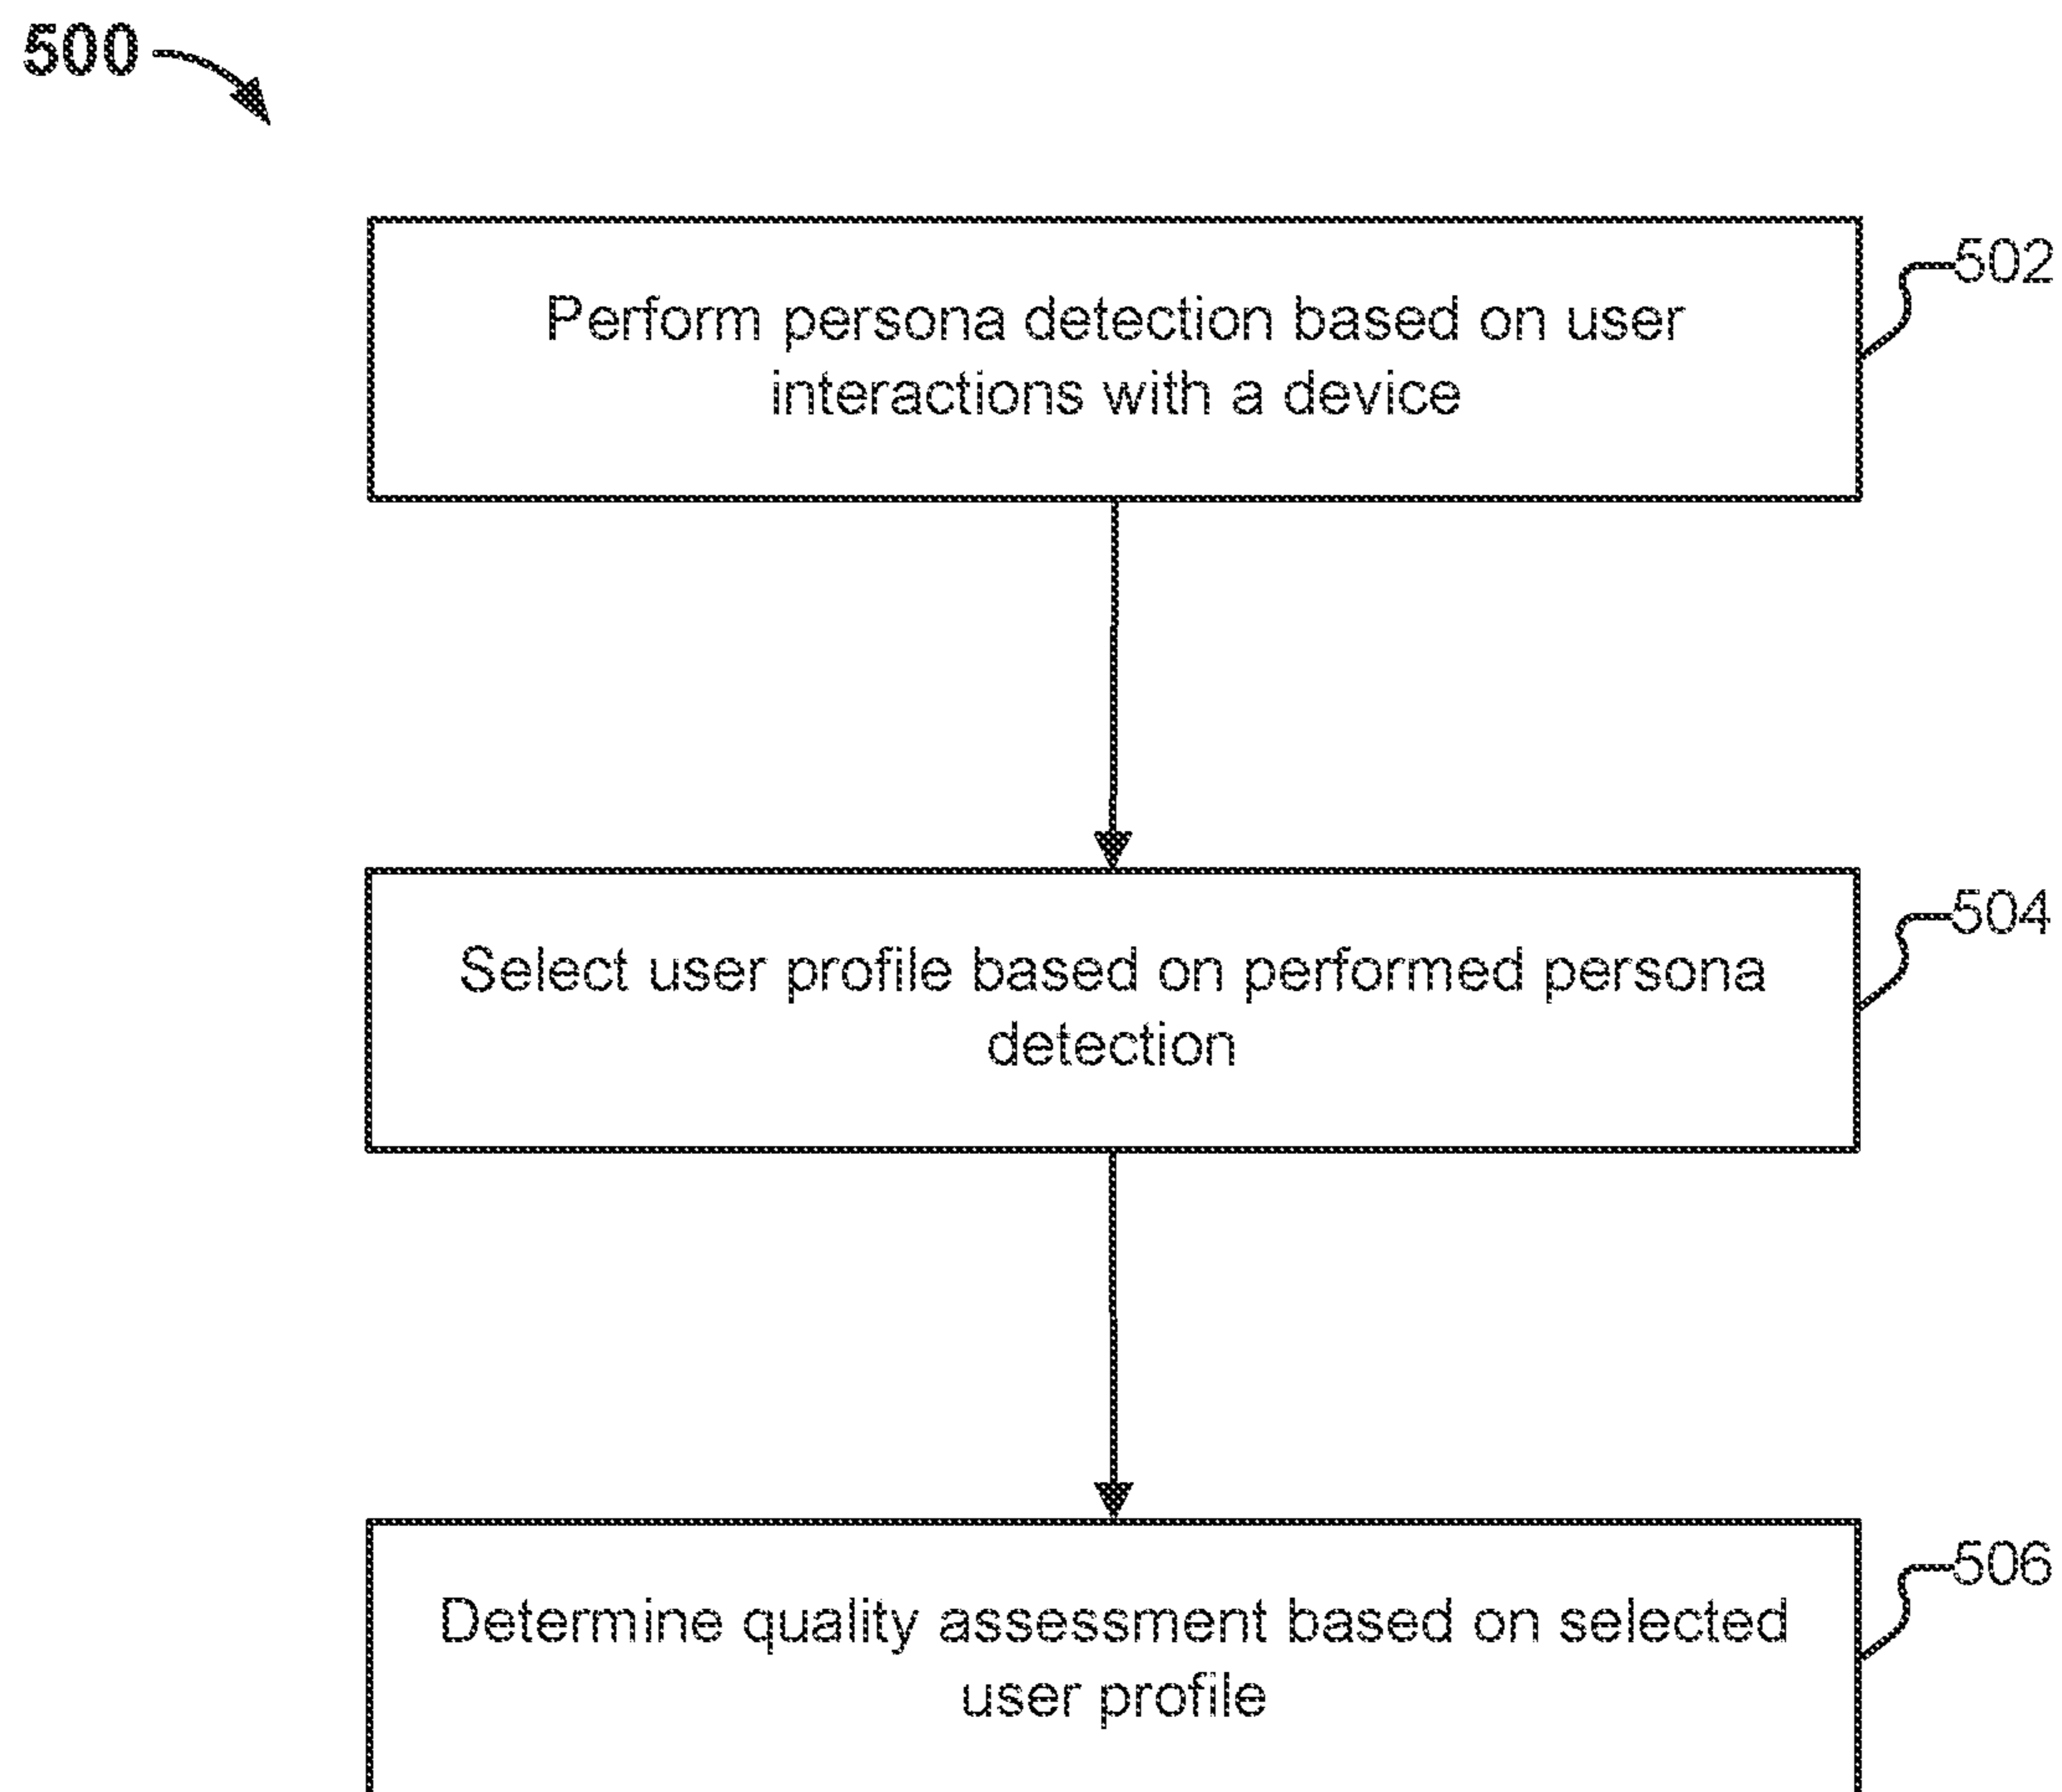 500
Perform persona detection based on user
interactions with a device
502
Select user profile based on performed persona
detection
504
Determine quality assessment based on selected
user profile
506